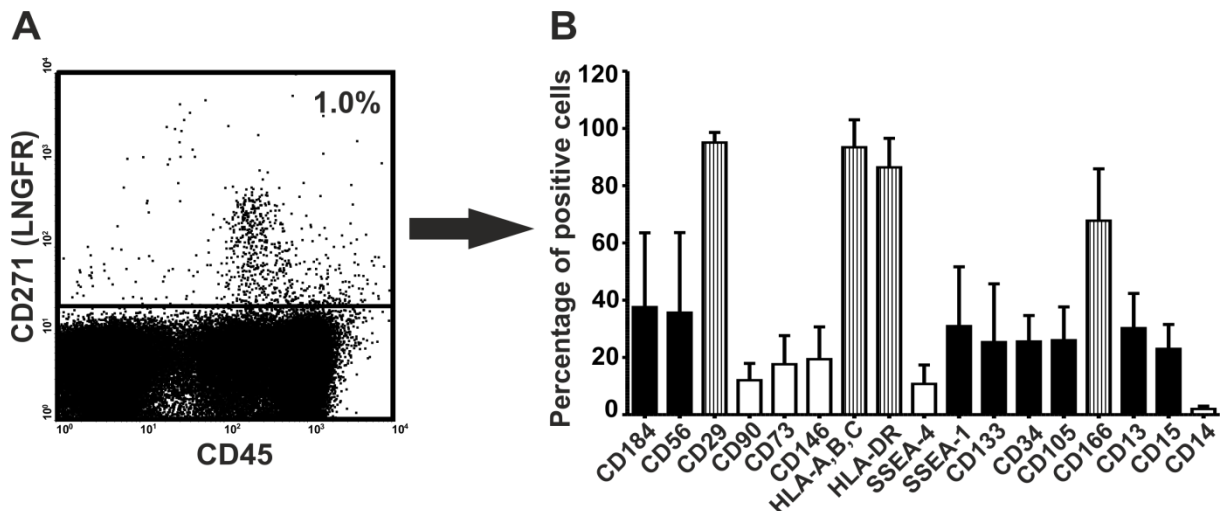 A
B
1.0%
CD271 (LNGFR)
10⁴
10³
10²
10¹
10⁰
10⁰ 10¹ 10² 10³ 10⁴
CD45
Percentage of positive cells
120
100
80
60
40
20
0
CD184
CD56
CD29
CD90
CD73
CD146
HLA-A,B,C
HLA-DR
SSEA-4
SSEA-1
CD133
CD34
CD105
CD166
CD13
CD15
CD14